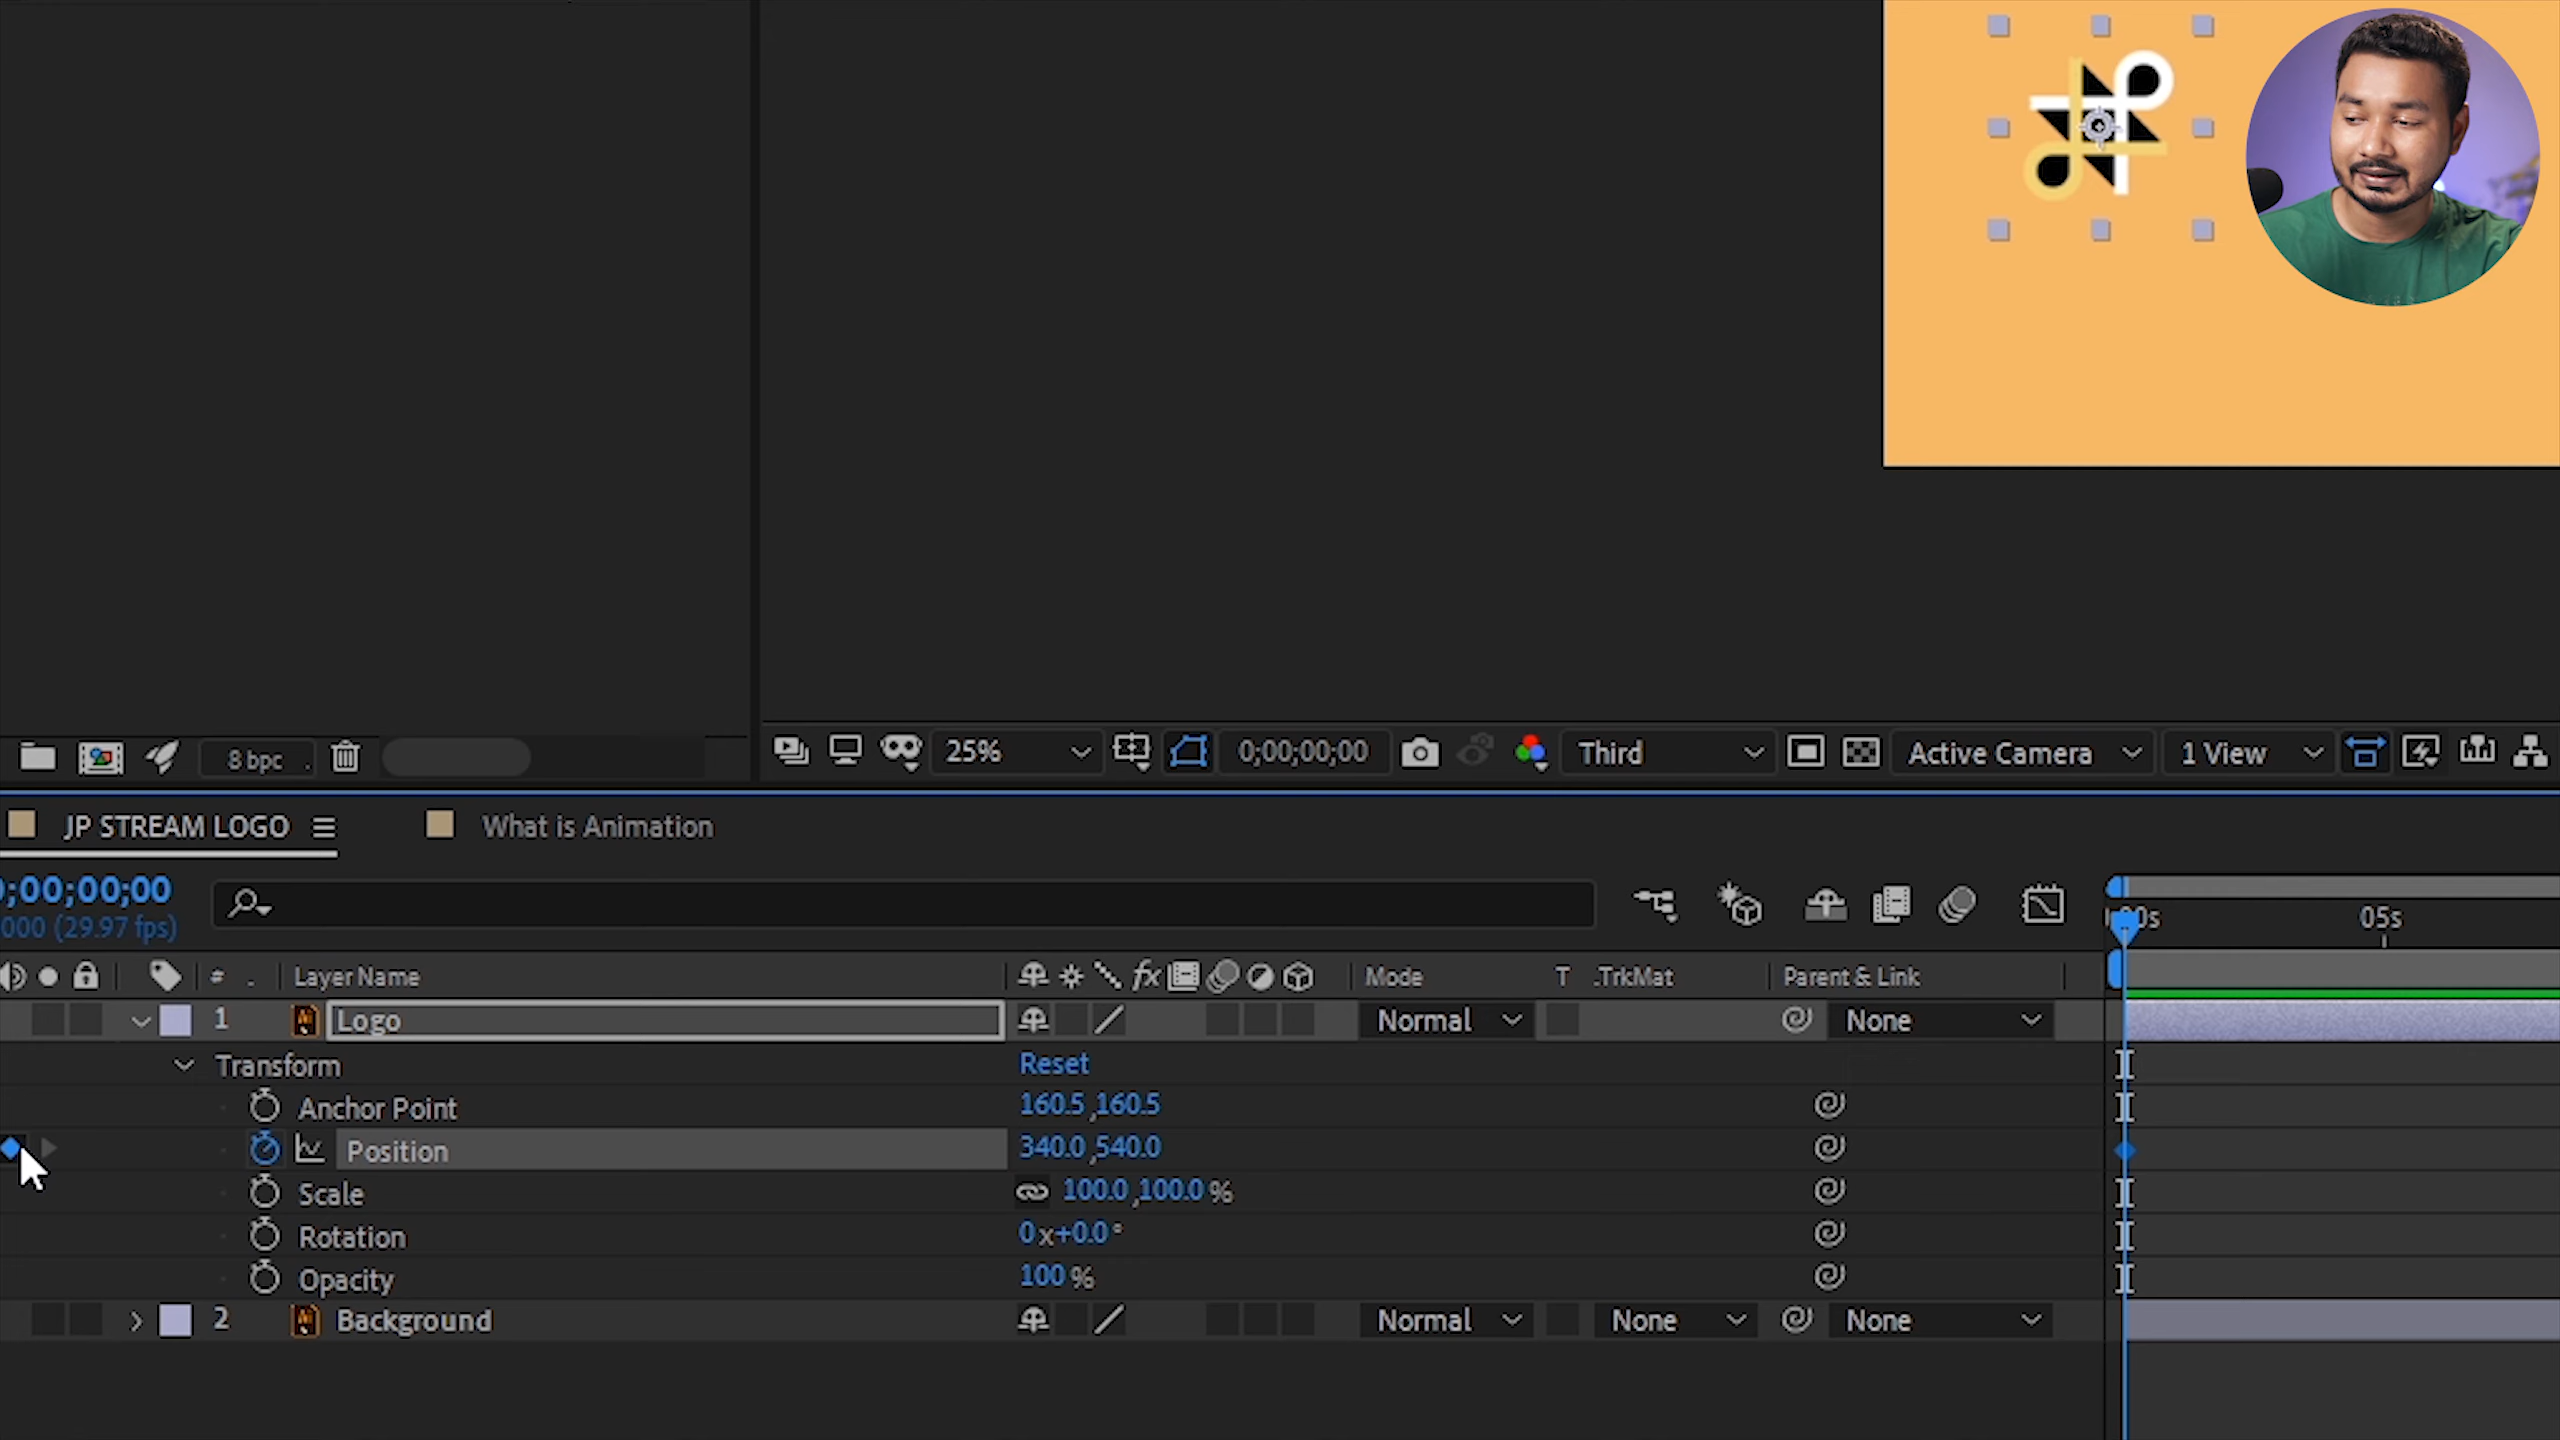 8 bpc
25%
0;00;00;00
Third
Active Camera
1 View
JP STREAM LOGO
What is Animation
;00;00;00
000 (29.97 fps)
05s
# . Layer Name fx Mode T .TrkMat Parent & Link
1 Logo Normal None
Transform Reset
Anchor Point 160.5 ,160.5
Position 340.0 ,540.0
Scale 100.0 ,100.0 %
Rotation 0 x+0.0 °
Opacity 100 %
2 Background Normal None None